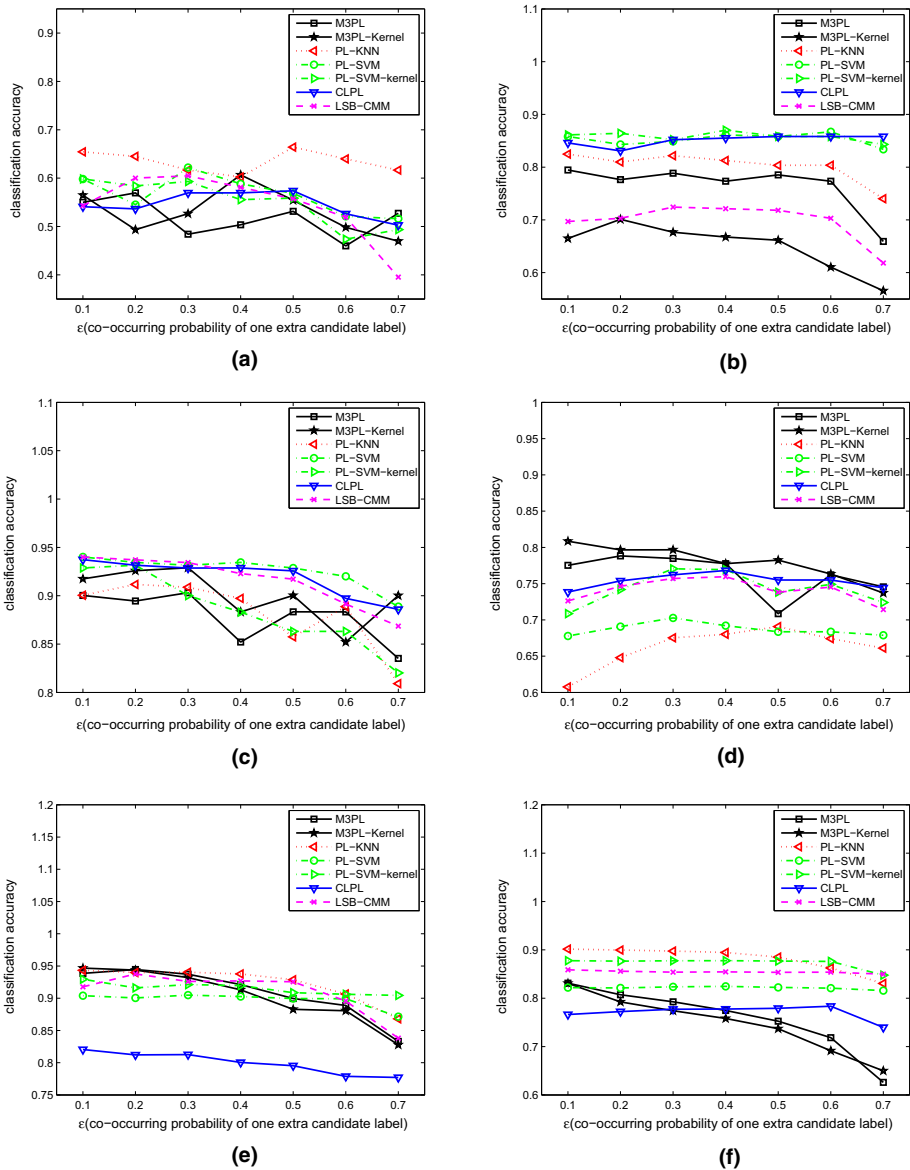 0.9
0.8
0.7
0.6
0.5
0.4
classification accuracy
M3PL
M3PL−Kernel
PL−KNN
PL−SVM
PL−SVM−kernel
CLPL
LSB−CMM
0.1 0.2 0.3 0.4 0.5 0.6 0.7
ε(co−occurring probability of one extra candidate label)
(a)
1.1
1
0.9
0.8
0.7
0.6
classification accuracy
M3PL
M3PL−Kernel
PL−KNN
PL−SVM
PL−SVM−kernel
CLPL
LSB−CMM
0.1 0.2 0.3 0.4 0.5 0.6 0.7
ε(co−occurring probability of one extra candidate label)
(b)
1.1
1.05
1
0.95
0.9
0.85
0.8
classification accuracy
M3PL
M3PL−Kernel
PL−KNN
PL−SVM
PL−SVM−kernel
CLPL
LSB−CMM
0.1 0.2 0.3 0.4 0.5 0.6 0.7
ε(co−occurring probability of one extra candidate label)
(c)
1
0.95
0.9
0.85
0.8
0.75
0.7
0.65
0.6
classification accuracy
M3PL
M3PL−Kernel
PL−KNN
PL−SVM
PL−SVM−kernel
CLPL
LSB−CMM
0.1 0.2 0.3 0.4 0.5 0.6 0.7
ε(co−occurring probability of one extra candidate label)
(d)
1.2
1.15
1.1
1.05
1
0.95
0.9
0.85
0.8
0.75
classification accuracy
M3PL
M3PL−Kernel
PL−KNN
PL−SVM
PL−SVM−kernel
CLPL
LSB−CMM
0.1 0.2 0.3 0.4 0.5 0.6 0.7
ε(co−occurring probability of one extra candidate label)
(e)
1.2
1.1
1
0.9
0.8
0.7
0.6
classification accuracy
M3PL
M3PL−Kernel
PL−KNN
PL−SVM
PL−SVM−kernel
CLPL
LSB−CMM
0.1 0.2 0.3 0.4 0.5 0.6 0.7
ε(co−occurring probability of one extra candidate label)
(f)